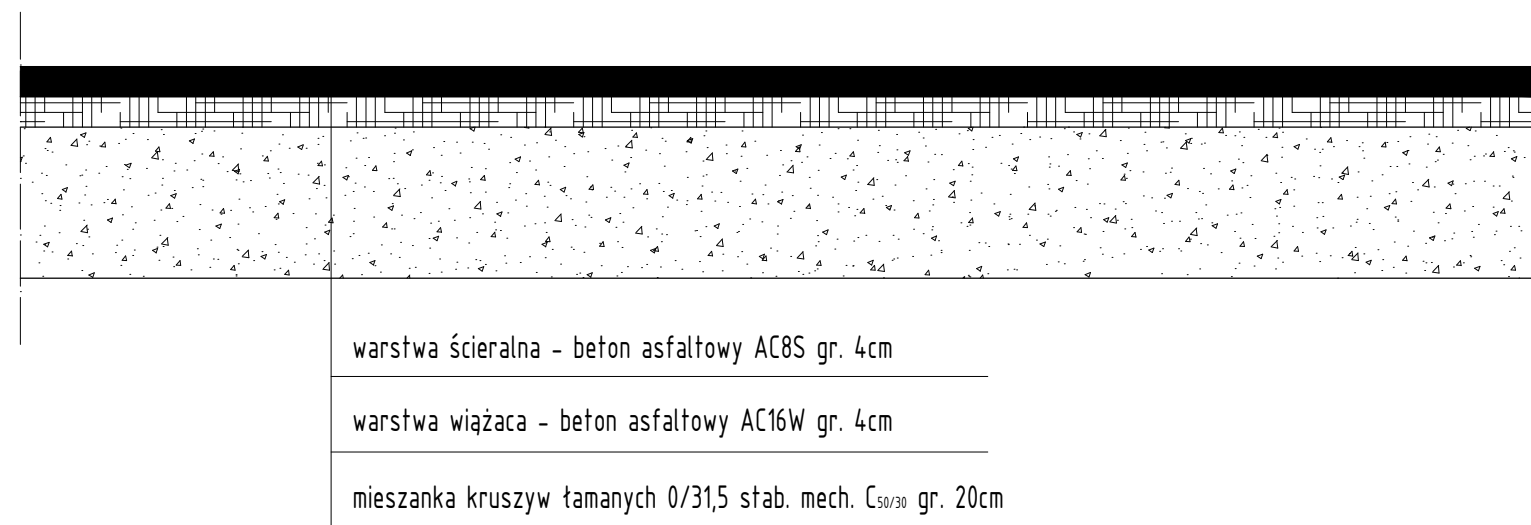 warstwa ścieralna - beton asfaltowy AC8S gr. 4cm
warstwa wiążaca - beton asfaltowy AC16W gr. 4cm
mieszanka kruszyw łamanych 0/31,5 stab. mech. C50/30 gr. 20cm